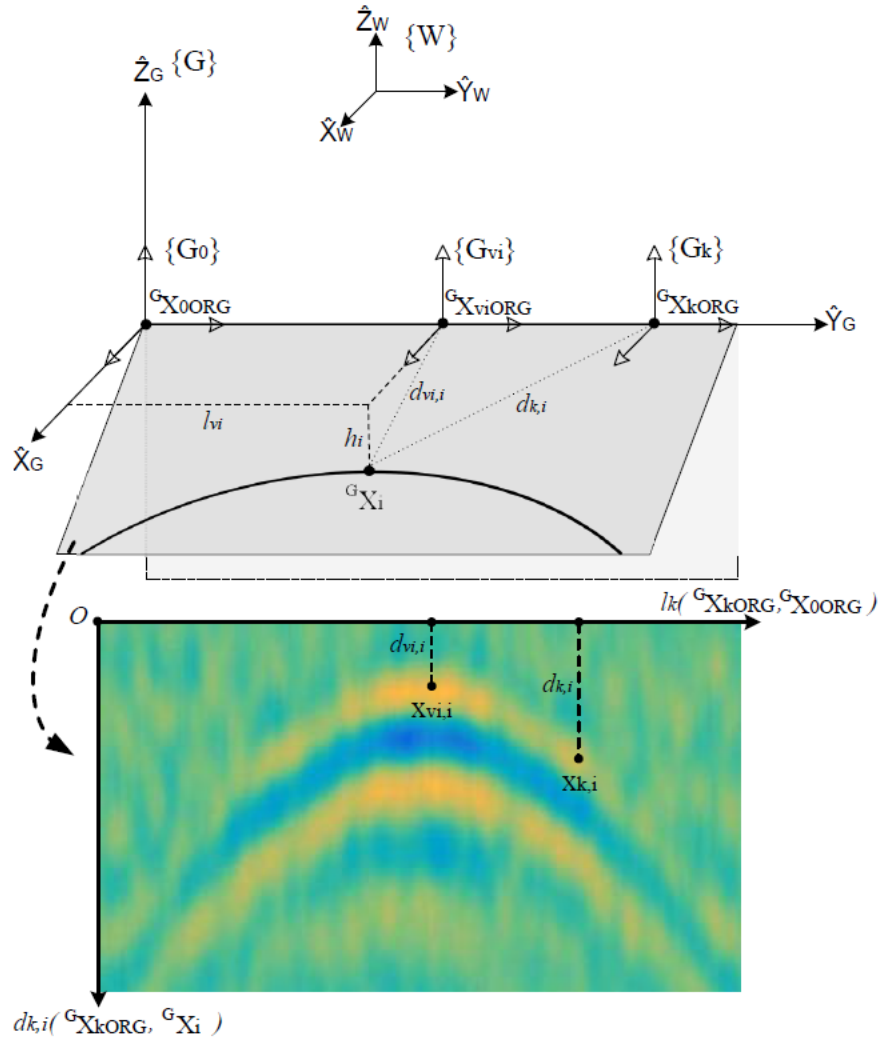 ẐW {W}
ẐG {G}
ŶW
X̂W
{G0} {Gvi} {Gk}
GX0ORG GXviORG GXkORG
ŶG
dvi,i
lvi dk,i
hi
X̂G
GXi
O lk( GXkORG, GX0ORG )
dvi,i
dk,i
Xvi,i
Xk,i
dk,i( GXkORG, GXi )